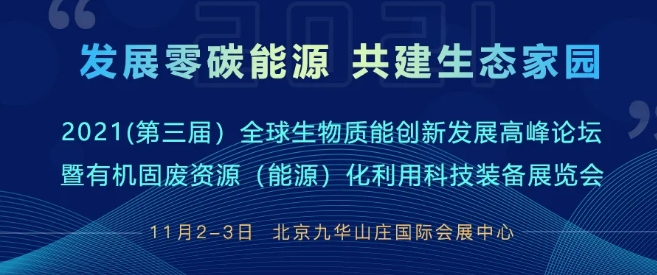 2021
发展零碳能源 共建生态家园
2021(第三届）全球生物质能创新发展高峰论坛
暨有机固废资源（能源）化利用科技装备展览会
11月2-3日 北京九华山庄国际会展中心